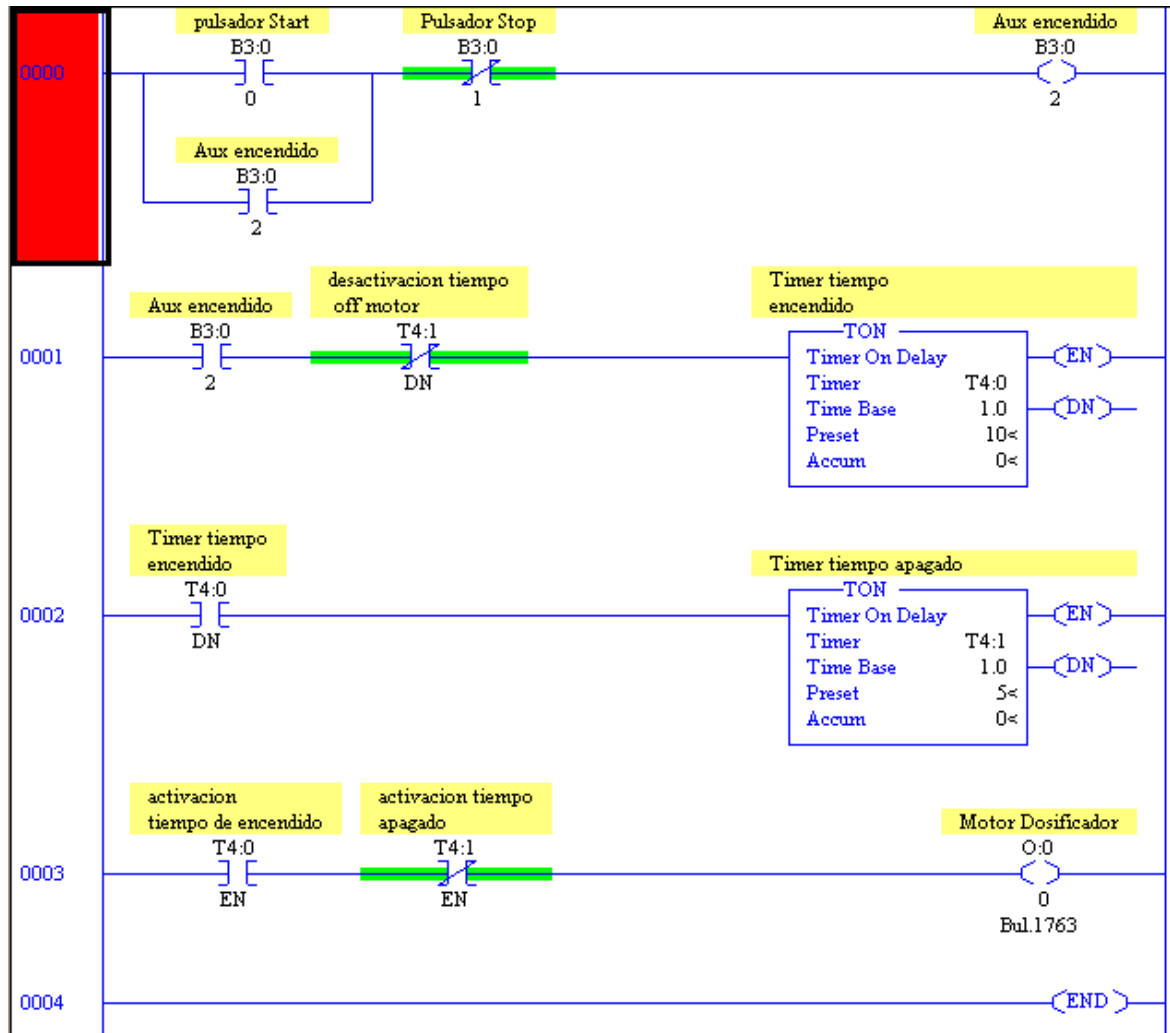 pulsador Start
Pulsador Stop
Aux encendido
B3:0
B3:0
B3:0
0000
0
1
2
Aux encendido
B3:0
2
desactivacion tiempo
off motor
Timer tiempo
encendido
Aux encendido
B3:0
T4:1
TON
0001
Timer On Delay
EN
2
DN
Timer T4:0
Time Base 1.0
DN
Preset 10<
Accum 0<
Timer tiempo
encendido
Timer tiempo apagado
T4:0
TON
0002
Timer On Delay
EN
DN
Timer T4:1
Time Base 1.0
DN
Preset 5<
Accum 0<
activacion
tiempo de encendido
activacion tiempo
apagado
Motor Dosificador
T4:0
T4:1
O:0
0003
EN
EN
0
Bul.1763
0004
END